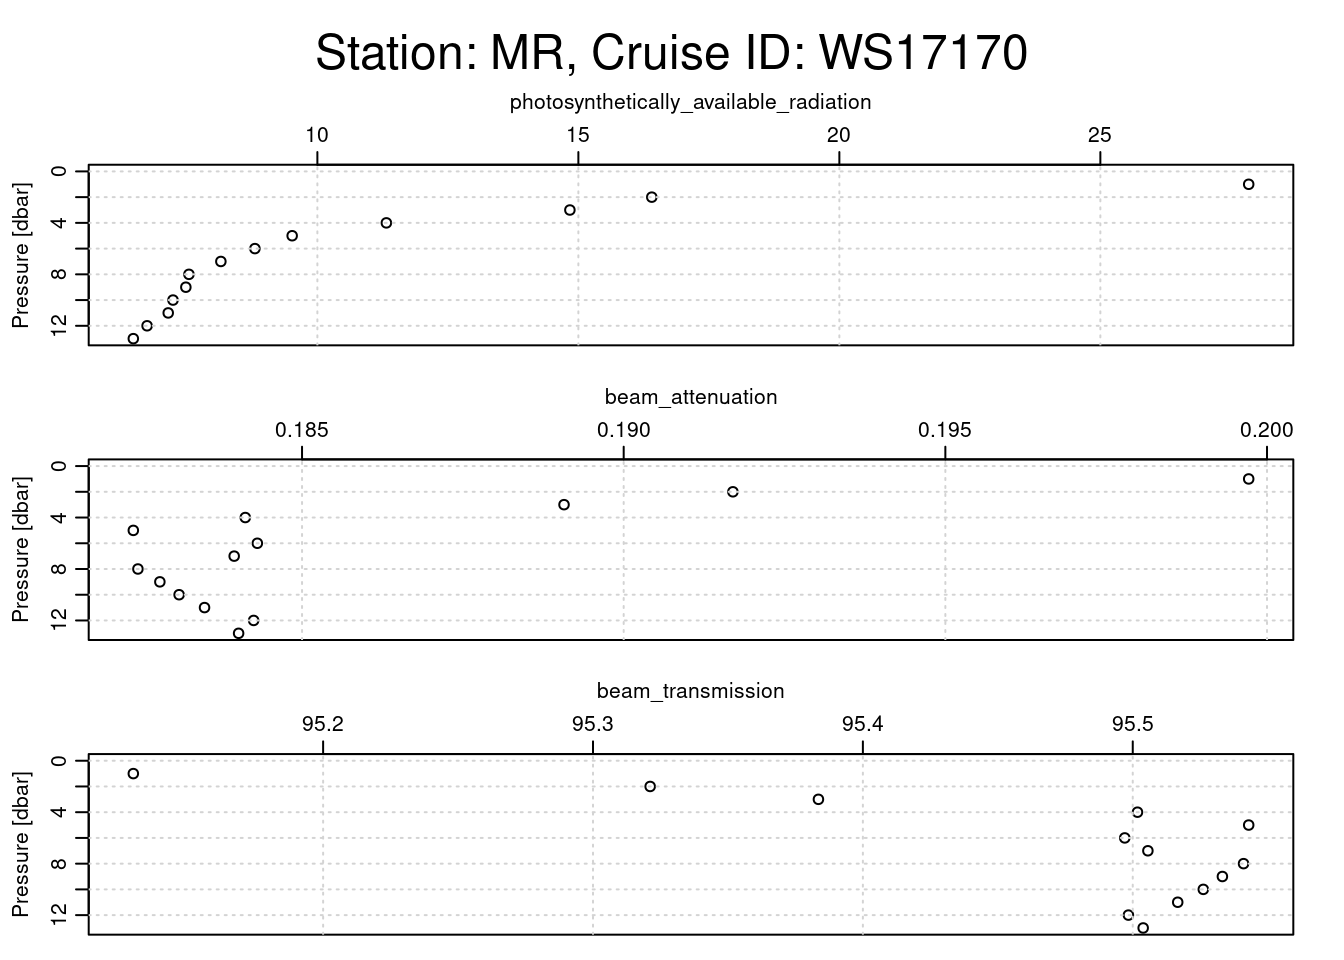 Station: MR, Cruise ID: WS17170
photosynthetically_available_radiation
10 15 20 25
Pressure [dbar]
0
4
8
12
beam_attenuation
0.185 0.190 0.195 0.200
Pressure [dbar]
0
4
8
12
beam_transmission
95.2 95.3 95.4 95.5
Pressure [dbar]
0
4
8
12